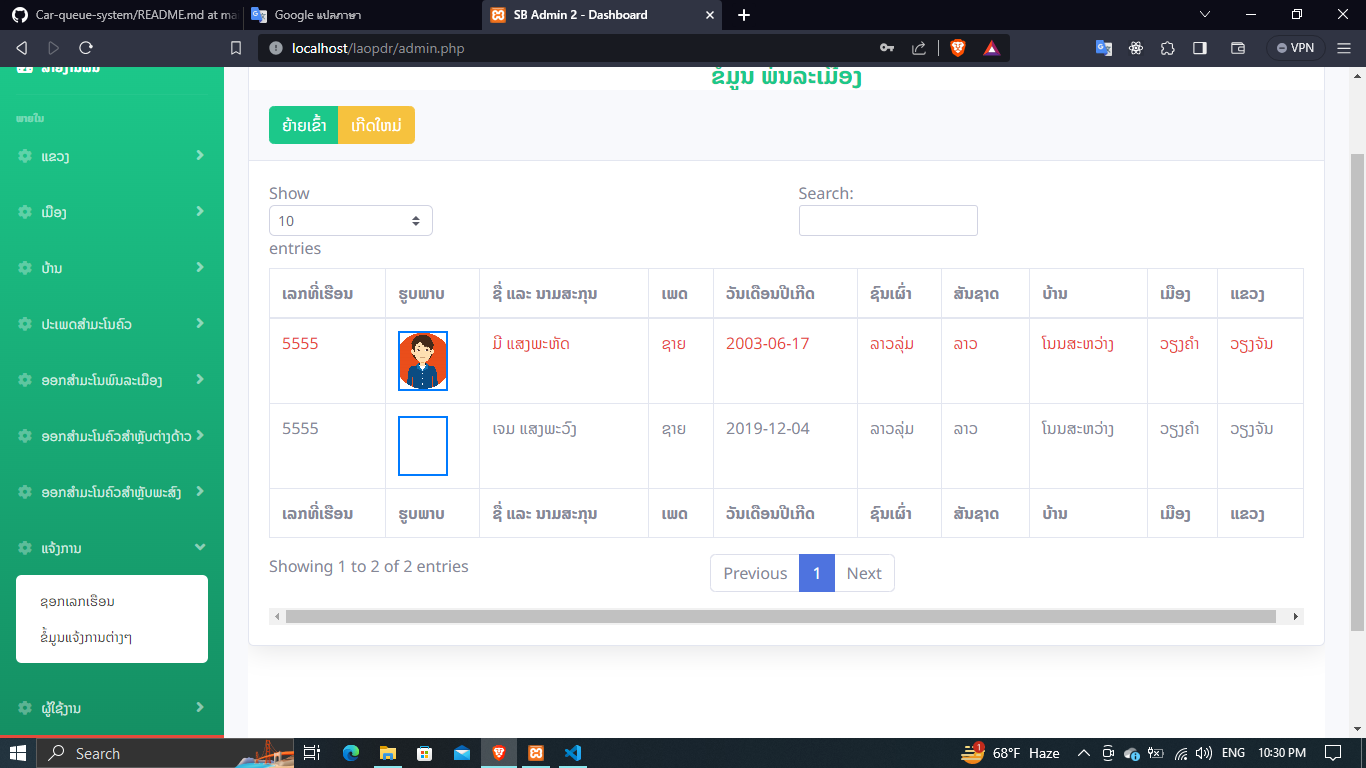 Car-queue-system/README.md at ma
Google แปลภาษา
SB Admin 2 - Dashboard
localhost/laopdr/admin.php
VPN
ຂໍ້ມູນ ພົນລະເມືອງ
ພາຍໃນ
ຍ້າຍເຂົ້າ ເກີດໃຫມ່
ແຂວງ
ເມືອງ
ບ້ານ
ປະເພດສຳມະໂນຄົວ
ອອກສຳມະໂນພົນລະເມືອງ
ອອກສຳມະໂນຄົວສຳຫຼັບຕ່າງດ້າວ
ອອກສຳມະໂນຄົວສຳຫຼັບພະສົງ
ແຈ້ງການ
ຊອກເລກເຮືອນ
ຂໍ້ມູນແຈ້ງການຕ່າງໆ
ຜູ້ໃຊ້ງານ
Show
10
entries
Search:
ເລກທີ່ເຮືອນ ຮູບພາບ ຊື່ ແລະ ນາມສະກຸນ ເພດ ວັນເດືອນປີເກີດ ຊົນເຜົ່າ ສັນຊາດ ບ້ານ ເມືອງ ແຂວງ
5555 ມີ ແສງພະທັດ ຊາຍ 2003-06-17 ລາວລຸ່ມ ລາວ ໂນນສະຫວ່າງ ວຽງຄຳ ວຽງຈັນ
5555 ເຈມ ແສງພະວົງ ຊາຍ 2019-12-04 ລາວລຸ່ມ ລາວ ໂນນສະຫວ່າງ ວຽງຄຳ ວຽງຈັນ
ເລກທີ່ເຮືອນ ຮູບພາບ ຊື່ ແລະ ນາມສະກຸນ ເພດ ວັນເດືອນປີເກີດ ຊົນເຜົ່າ ສັນຊາດ ບ້ານ ເມືອງ ແຂວງ
Showing 1 to 2 of 2 entries
Previous 1 Next
Search
1
68°F Haze
ENG
10:30 PM